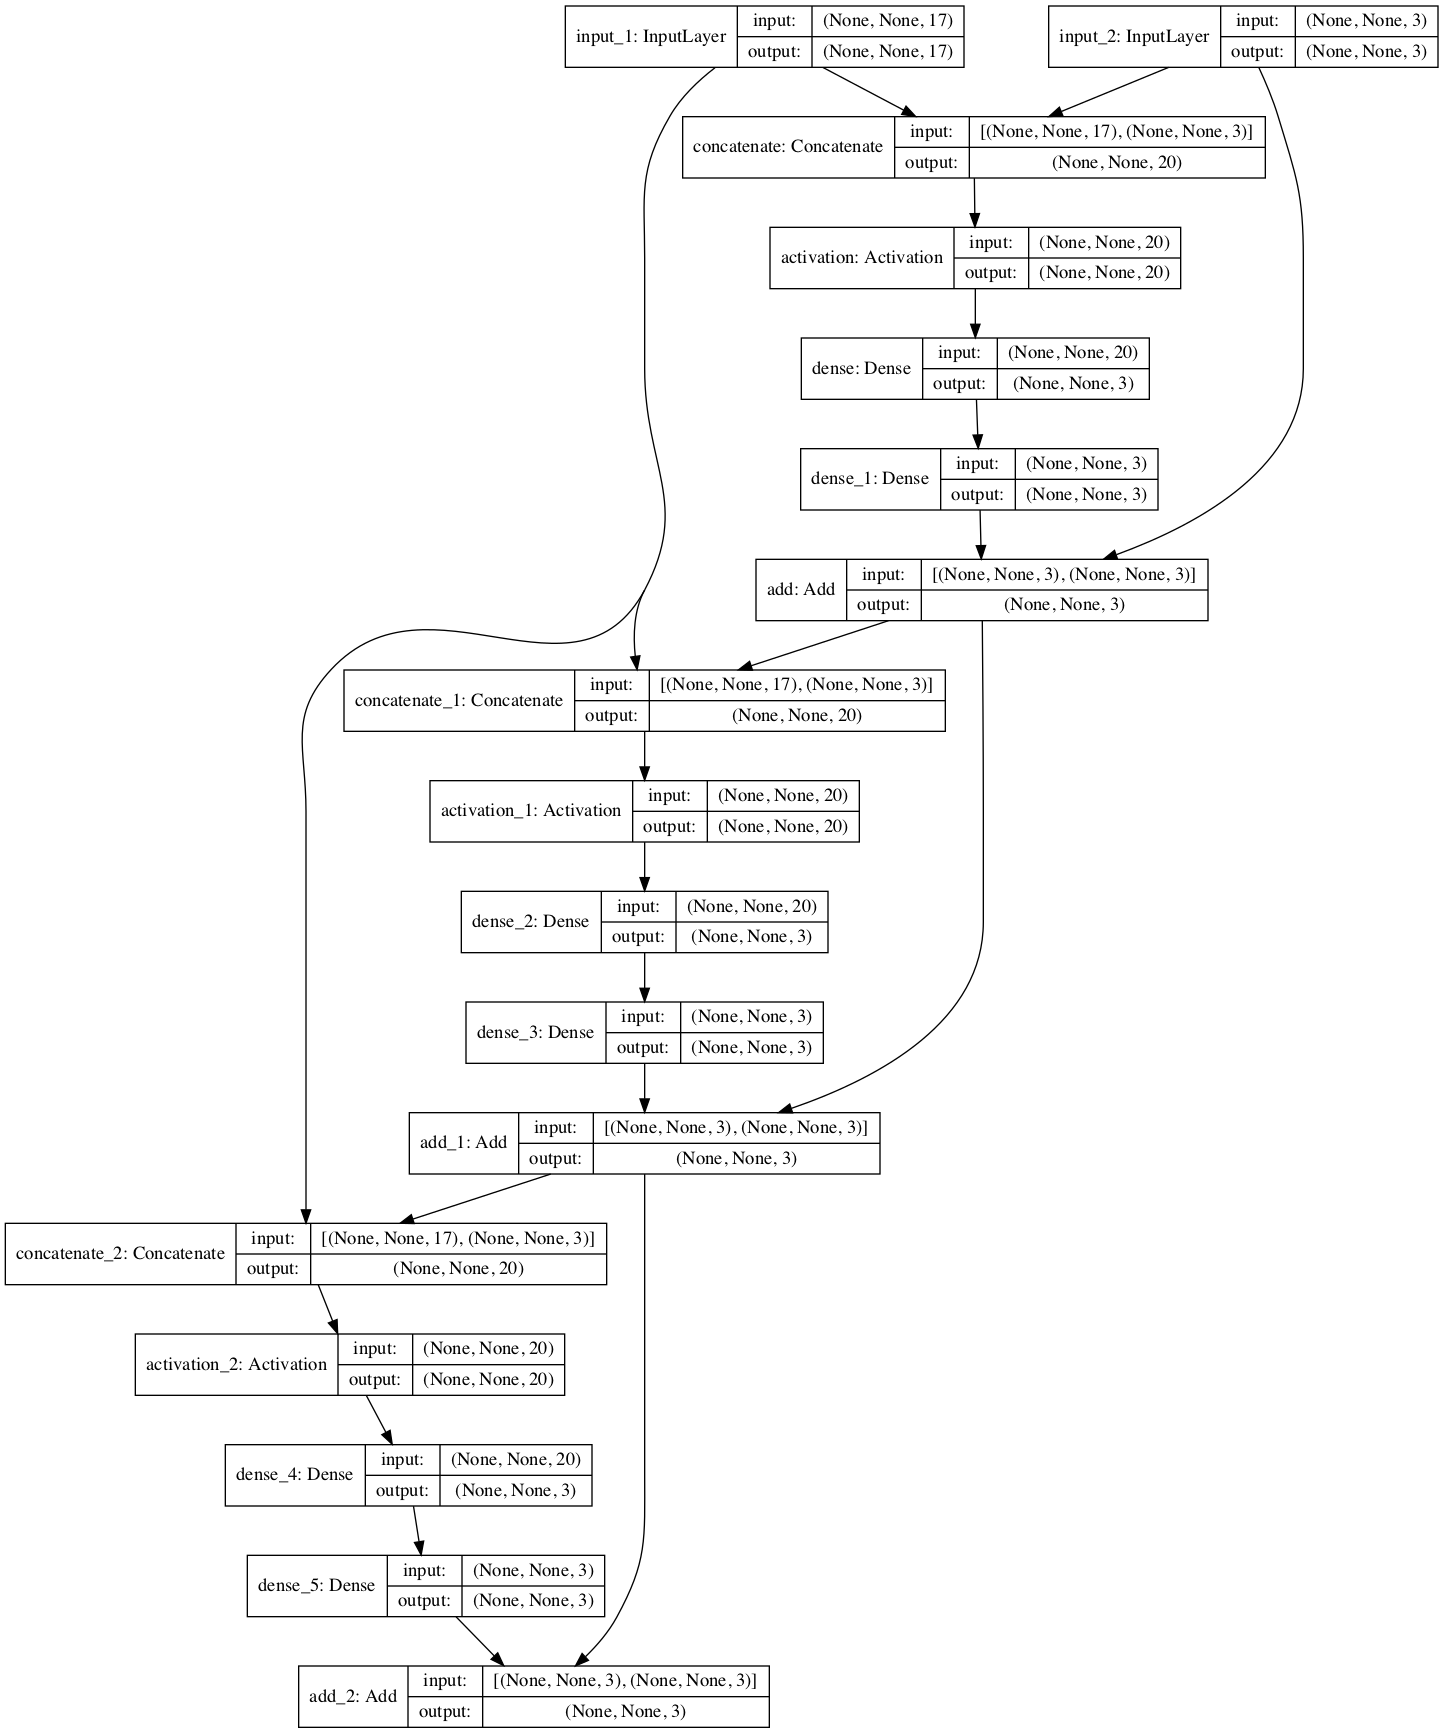 input_1: InputLayer
input: (None, None, 17)
output: (None, None, 17)
input_2: InputLayer
input: (None, None, 3)
output: (None, None, 3)
concatenate: Concatenate
input: [(None, None, 17), (None, None, 3)]
output: (None, None, 20)
activation: Activation
input: (None, None, 20)
output: (None, None, 20)
dense: Dense
input: (None, None, 20)
output: (None, None, 3)
dense_1: Dense
input: (None, None, 3)
output: (None, None, 3)
add: Add
input: [(None, None, 3), (None, None, 3)]
output: (None, None, 3)
concatenate_1: Concatenate
input: [(None, None, 17), (None, None, 3)]
output: (None, None, 20)
activation_1: Activation
input: (None, None, 20)
output: (None, None, 20)
dense_2: Dense
input: (None, None, 20)
output: (None, None, 3)
dense_3: Dense
input: (None, None, 3)
output: (None, None, 3)
add_1: Add
input: [(None, None, 3), (None, None, 3)]
output: (None, None, 3)
concatenate_2: Concatenate
input: [(None, None, 17), (None, None, 3)]
output: (None, None, 20)
activation_2: Activation
input: (None, None, 20)
output: (None, None, 20)
dense_4: Dense
input: (None, None, 20)
output: (None, None, 3)
dense_5: Dense
input: (None, None, 3)
output: (None, None, 3)
add_2: Add
input: [(None, None, 3), (None, None, 3)]
output: (None, None, 3)